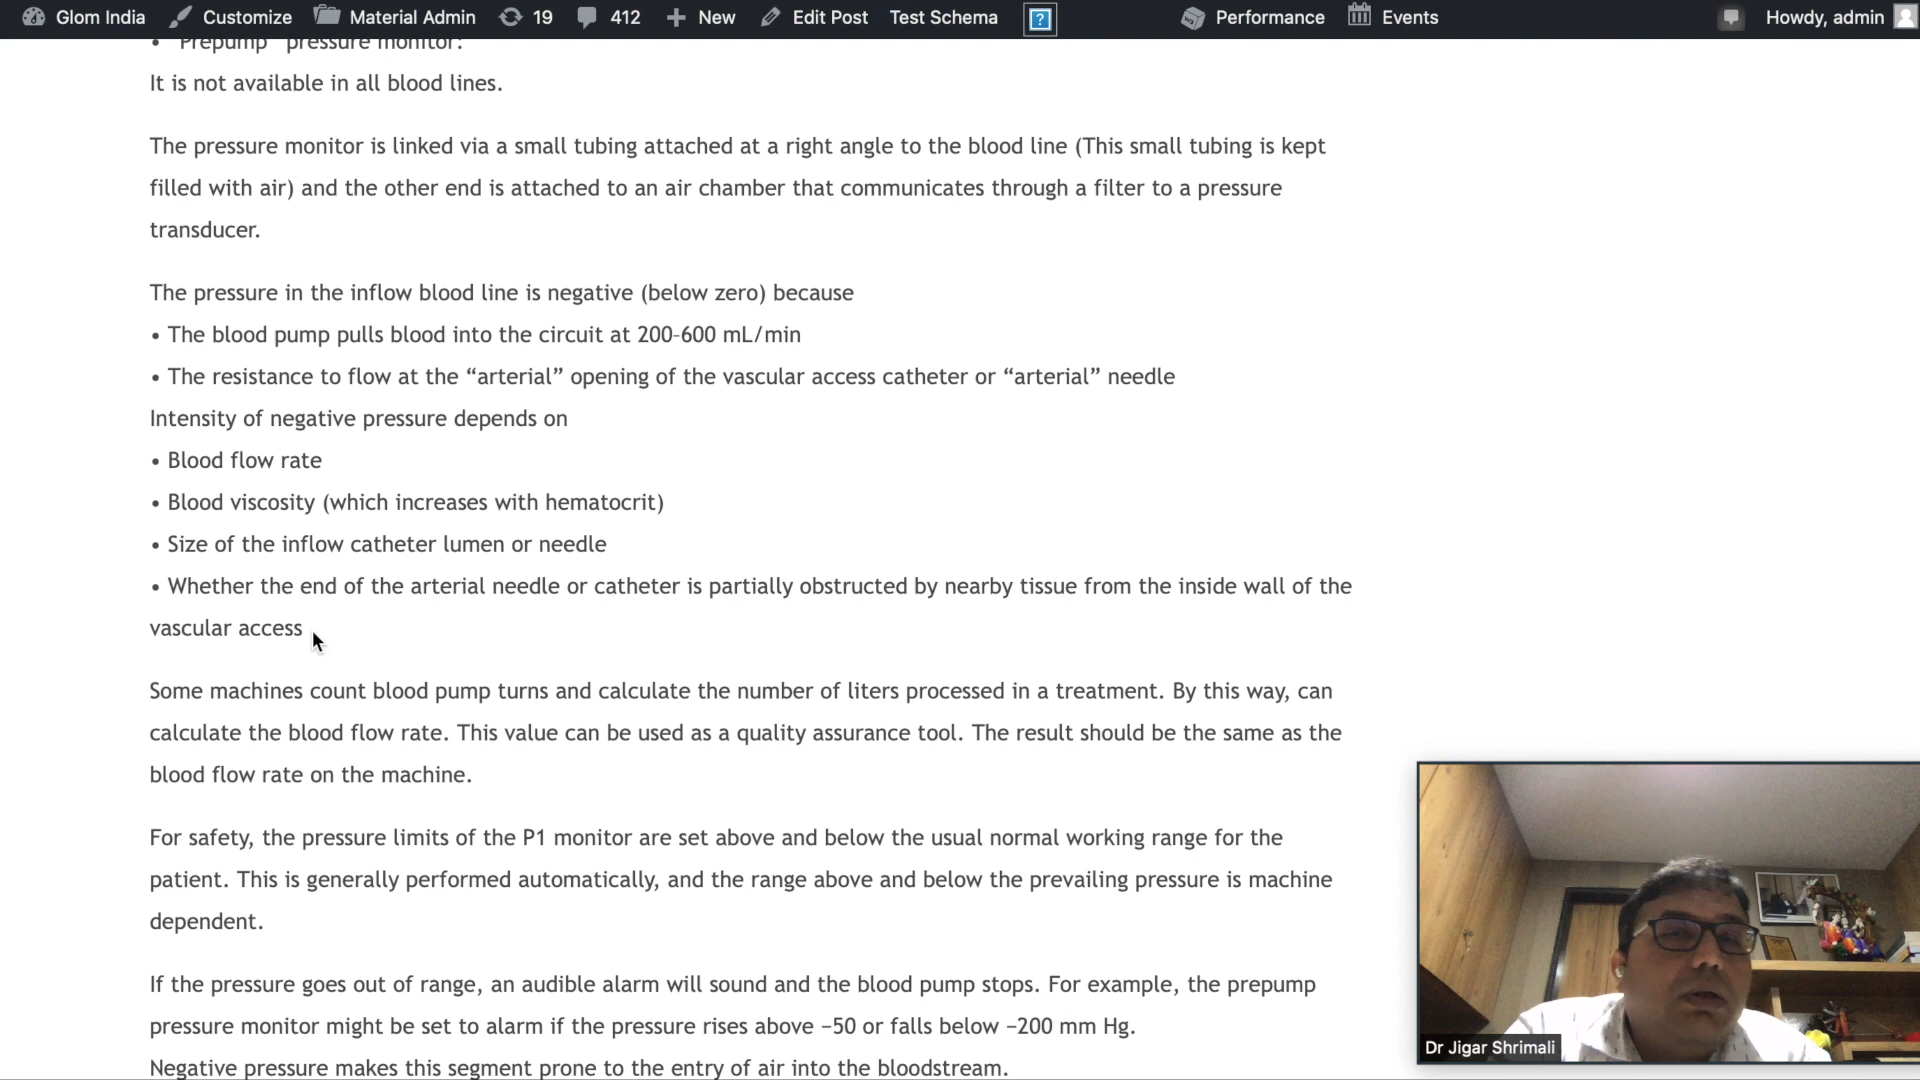 Glom India Customize Material Admin 19 412 New Edit Post Test Schema ? Performance Events Howdy, admin
• "Prepump" pressure monitor:
It is not available in all blood lines.
The pressure monitor is linked via a small tubing attached at a right angle to the blood line (This small tubing is kept
filled with air) and the other end is attached to an air chamber that communicates through a filter to a pressure
transducer.
The pressure in the inflow blood line is negative (below zero) because
• The blood pump pulls blood into the circuit at 200-600 mL/min
• The resistance to flow at the “arterial” opening of the vascular access catheter or “arterial” needle
Intensity of negative pressure depends on
• Blood flow rate
• Blood viscosity (which increases with hematocrit)
• Size of the inflow catheter lumen or needle
• Whether the end of the arterial needle or catheter is partially obstructed by nearby tissue from the inside wall of the
vascular access
Some machines count blood pump turns and calculate the number of liters processed in a treatment. By this way, can
calculate the blood flow rate. This value can be used as a quality assurance tool. The result should be the same as the
blood flow rate on the machine.
For safety, the pressure limits of the P1 monitor are set above and below the usual normal working range for the
patient. This is generally performed automatically, and the range above and below the prevailing pressure is machine
dependent.
If the pressure goes out of range, an audible alarm will sound and the blood pump stops. For example, the prepump
pressure monitor might be set to alarm if the pressure rises above −50 or falls below −200 mm Hg.
Negative pressure makes this segment prone to the entry of air into the bloodstream.
Dr Jigar Shrimali